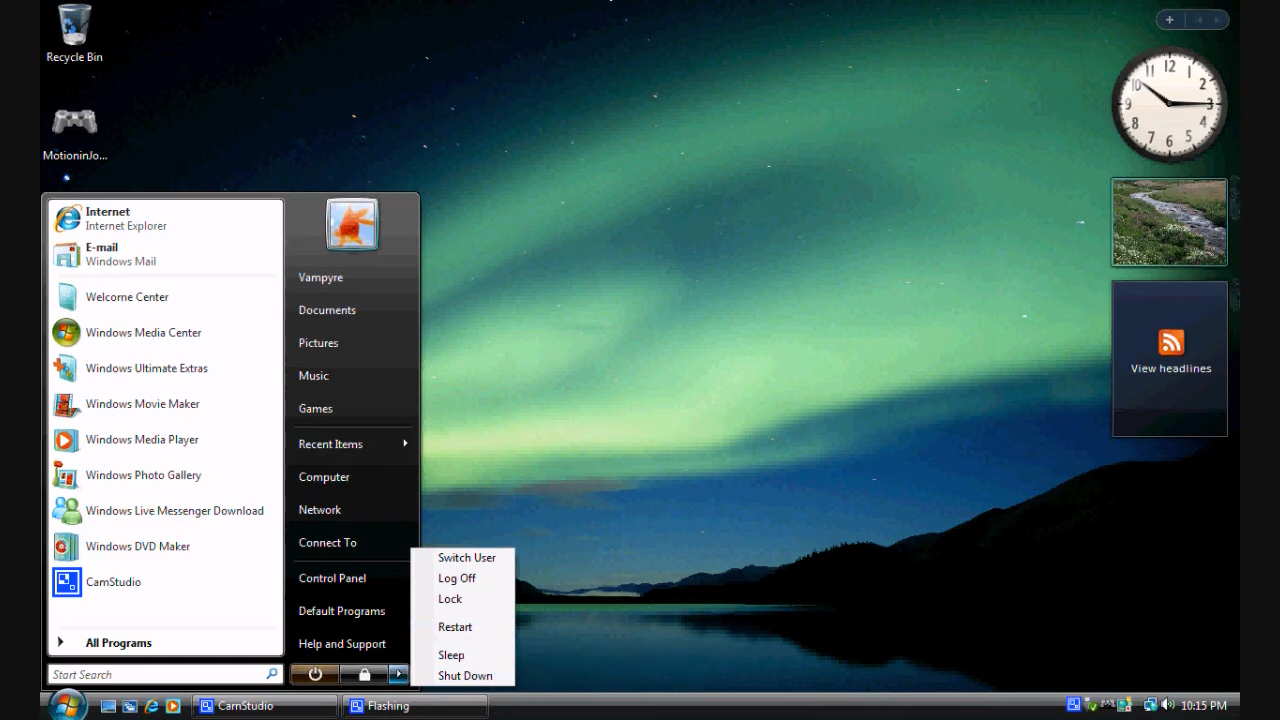 Recycle Bin
MotioninJo...
Internet
Internet Explorer
E-mail
Windows Mail
Welcome Center
Windows Media Center
Windows Ultimate Extras
Windows Movie Maker
Windows Media Player
Windows Photo Gallery
Windows Live Messenger Download
Windows DVD Maker
CamStudio
All Programs
Start Search
Vampyre
Documents
Pictures
Music
Games
Recent Items
Computer
Network
Connect To
Control Panel
Default Programs
Help and Support
Switch User
Log Off
Lock
Restart
Sleep
Shut Down
12
1
2
3
4
5
6
7
8
9
10
11
View headlines
CamStudio
Flashing
10:15 PM